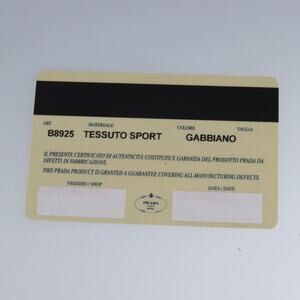 ART. MATERIALE COLORE TAGLIA
B8925 TESSUTO SPORT GABBIANO
IL PRESENTE CERTIFICATO DI AUTENTICITÀ COSTITUISCE GARANZIA DEL PRODOTTO PRADA DA
DIFETTI DI FABBRICAZIONE.
THIS PRADA PRODUCT IS GRANTED A GUARANTEE COVERING ALL MANUFACTURING DEFECTS.
NEGOZIO / SHOP DATA / DATE
PRADA